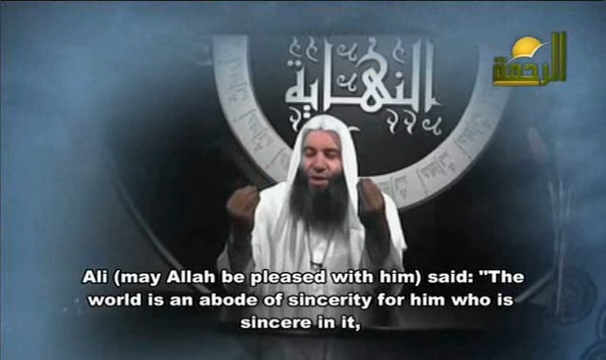 النهاية
الرحمة
Ali (may Allah be pleased with him) said: "The
world is an abode of sincerity for him who is
sincere in it,